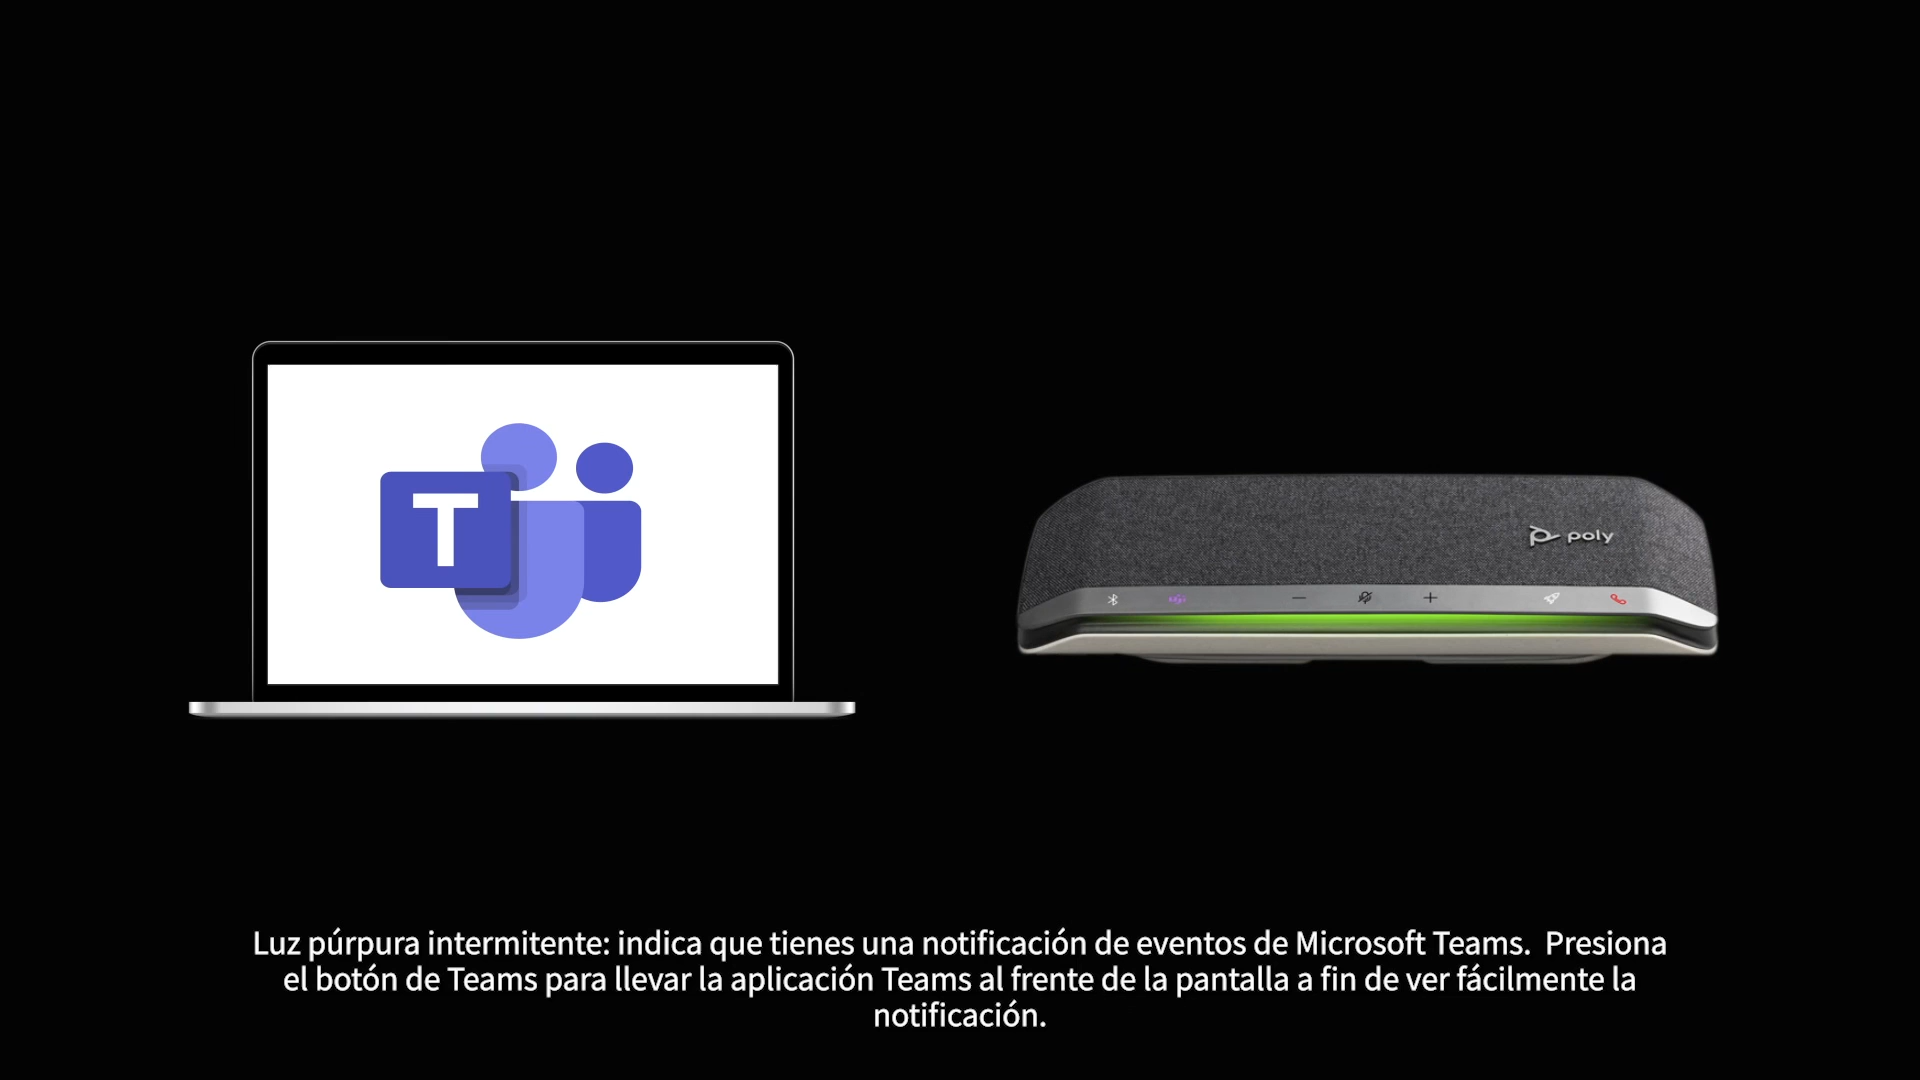 T
poly
Luz púrpura intermitente: indica que tienes una notificación de eventos de Microsoft Teams.  Presiona
el botón de Teams para llevar la aplicación Teams al frente de la pantalla a fin de ver fácilmente la
notificación.